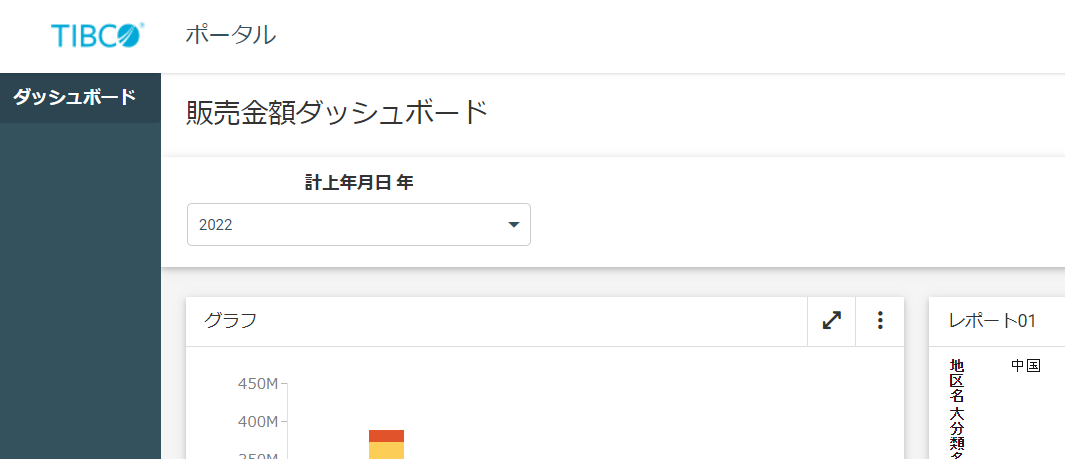 TIBCO®
ポータル
ダッシュボード
販売金額ダッシュボード
計上年月日 年
2022
グラフ
450M
400M
350M
レポート01
地区名
中国
大分類名